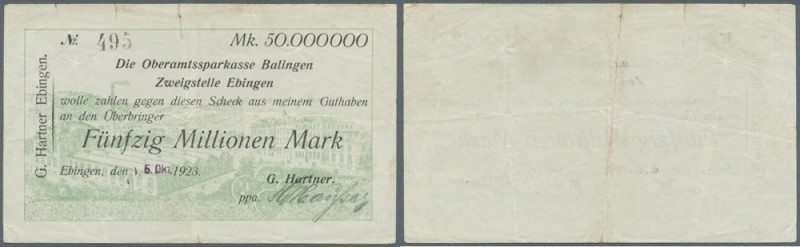 № 495 Mk. 50.000000
Die Oberamtssparkasse Balingen
Zweigstelle Ebingen
wolle zahlen gegen diesen Scheck aus meinem Guthaben
an den Überbringer
Fünfzig Millionen Mark
Ebingen, den 5. Okt. 1923.
G. Hartner.
ppa.
G. Hartner Ebingen.